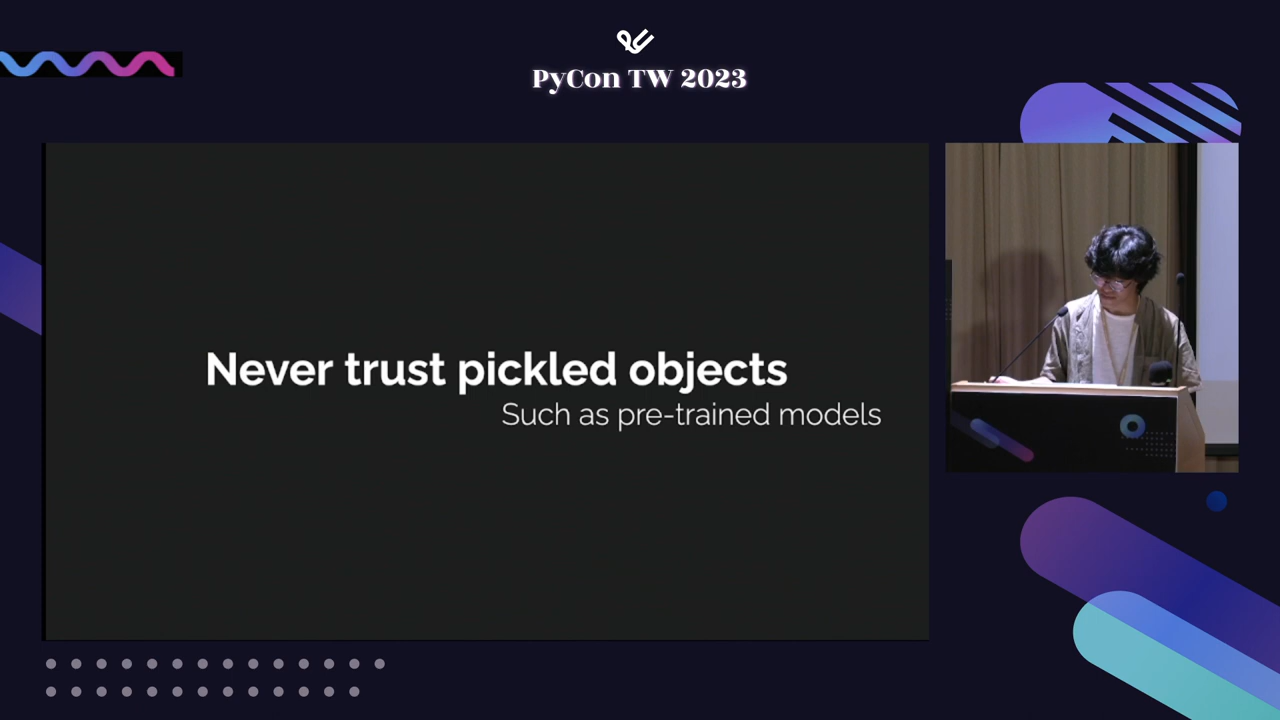 PyCon TW 2023
Never trust pickled objects
Such as pre-trained models